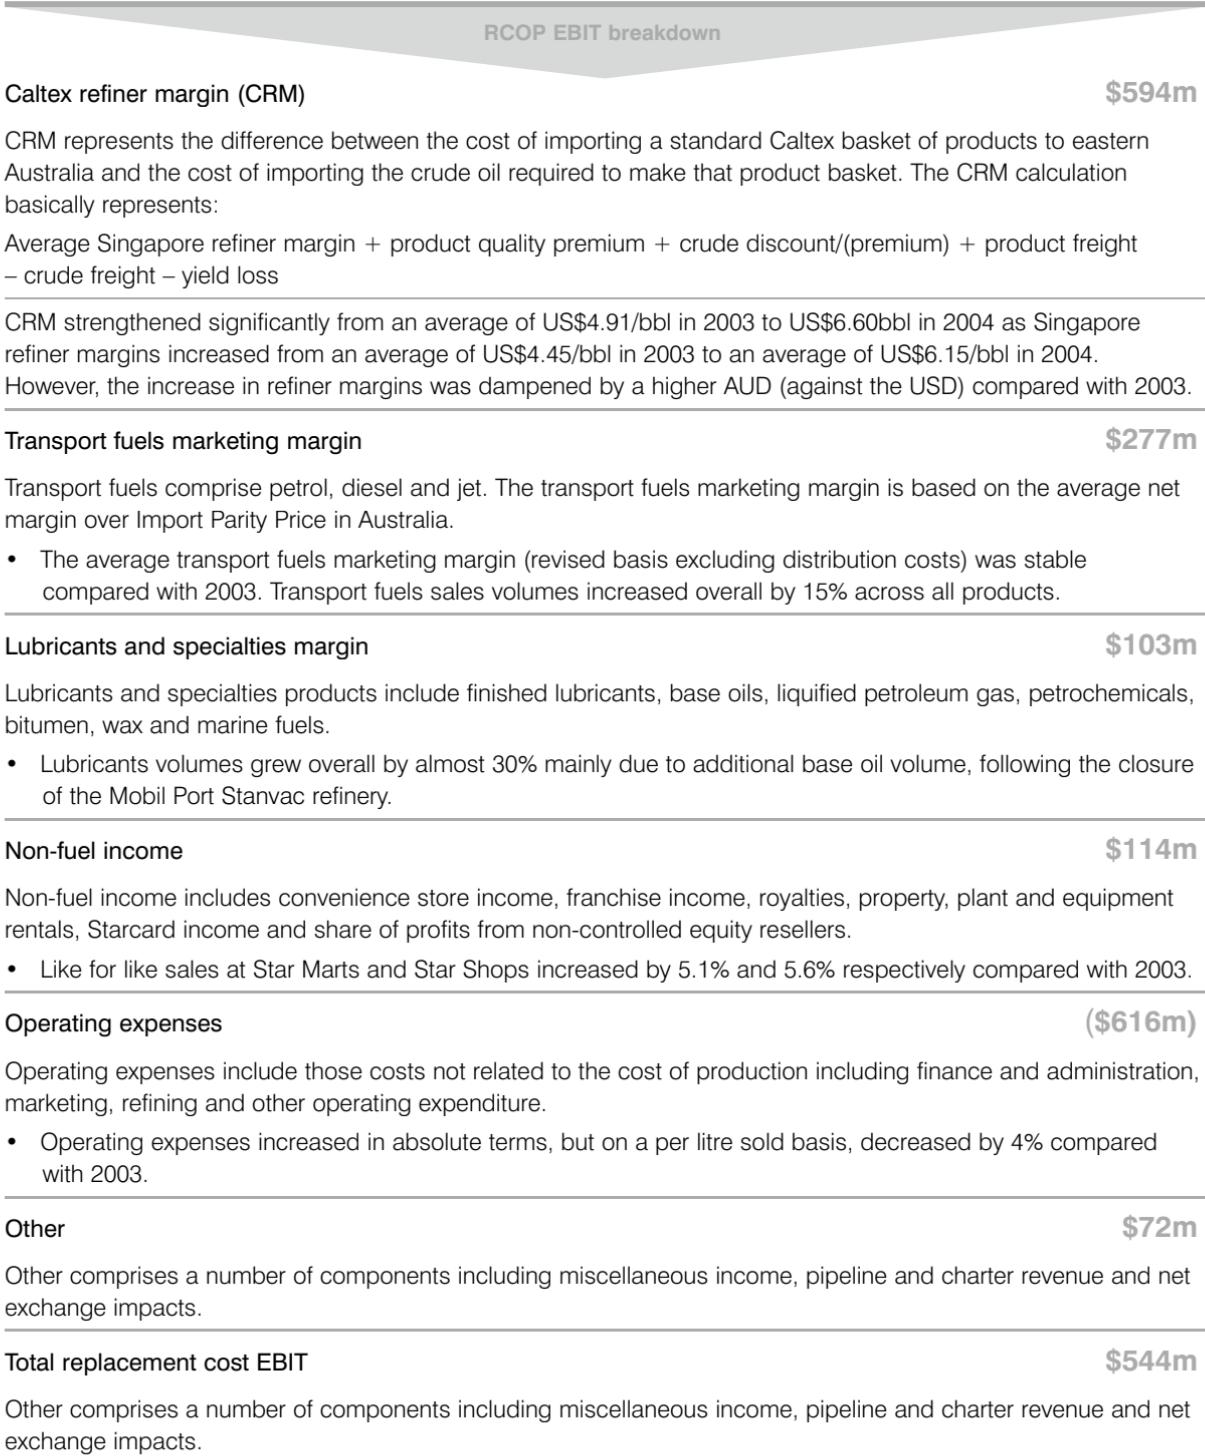 RCOP EBIT breakdown
Caltex refiner margin (CRM) $594m
CRM represents the difference between the cost of importing a standard Caltex basket of products to eastern
Australia and the cost of importing the crude oil required to make that product basket. The CRM calculation
basically represents:
Average Singapore refiner margin + product quality premium + crude discount/(premium) + product freight
– crude freight – yield loss
CRM strengthened significantly from an average of US$4.91/bbl in 2003 to US$6.60bbl in 2004 as Singapore
refiner margins increased from an average of US$4.45/bbl in 2003 to an average of US$6.15/bbl in 2004.
However, the increase in refiner margins was dampened by a higher AUD (against the USD) compared with 2003.
Transport fuels marketing margin $277m
Transport fuels comprise petrol, diesel and jet. The transport fuels marketing margin is based on the average net
margin over Import Parity Price in Australia.
• The average transport fuels marketing margin (revised basis excluding distribution costs) was stable
compared with 2003. Transport fuels sales volumes increased overall by 15% across all products.
Lubricants and specialties margin $103m
Lubricants and specialties products include finished lubricants, base oils, liquified petroleum gas, petrochemicals,
bitumen, wax and marine fuels.
• Lubricants volumes grew overall by almost 30% mainly due to additional base oil volume, following the closure
of the Mobil Port Stanvac refinery.
Non-fuel income $114m
Non-fuel income includes convenience store income, franchise income, royalties, property, plant and equipment
rentals, Starcard income and share of profits from non-controlled equity resellers.
• Like for like sales at Star Marts and Star Shops increased by 5.1% and 5.6% respectively compared with 2003.
Operating expenses ($616m)
Operating expenses include those costs not related to the cost of production including finance and administration,
marketing, refining and other operating expenditure.
• Operating expenses increased in absolute terms, but on a per litre sold basis, decreased by 4% compared
with 2003.
Other $72m
Other comprises a number of components including miscellaneous income, pipeline and charter revenue and net
exchange impacts.
Total replacement cost EBIT $544m
Other comprises a number of components including miscellaneous income, pipeline and charter revenue and net
exchange impacts.